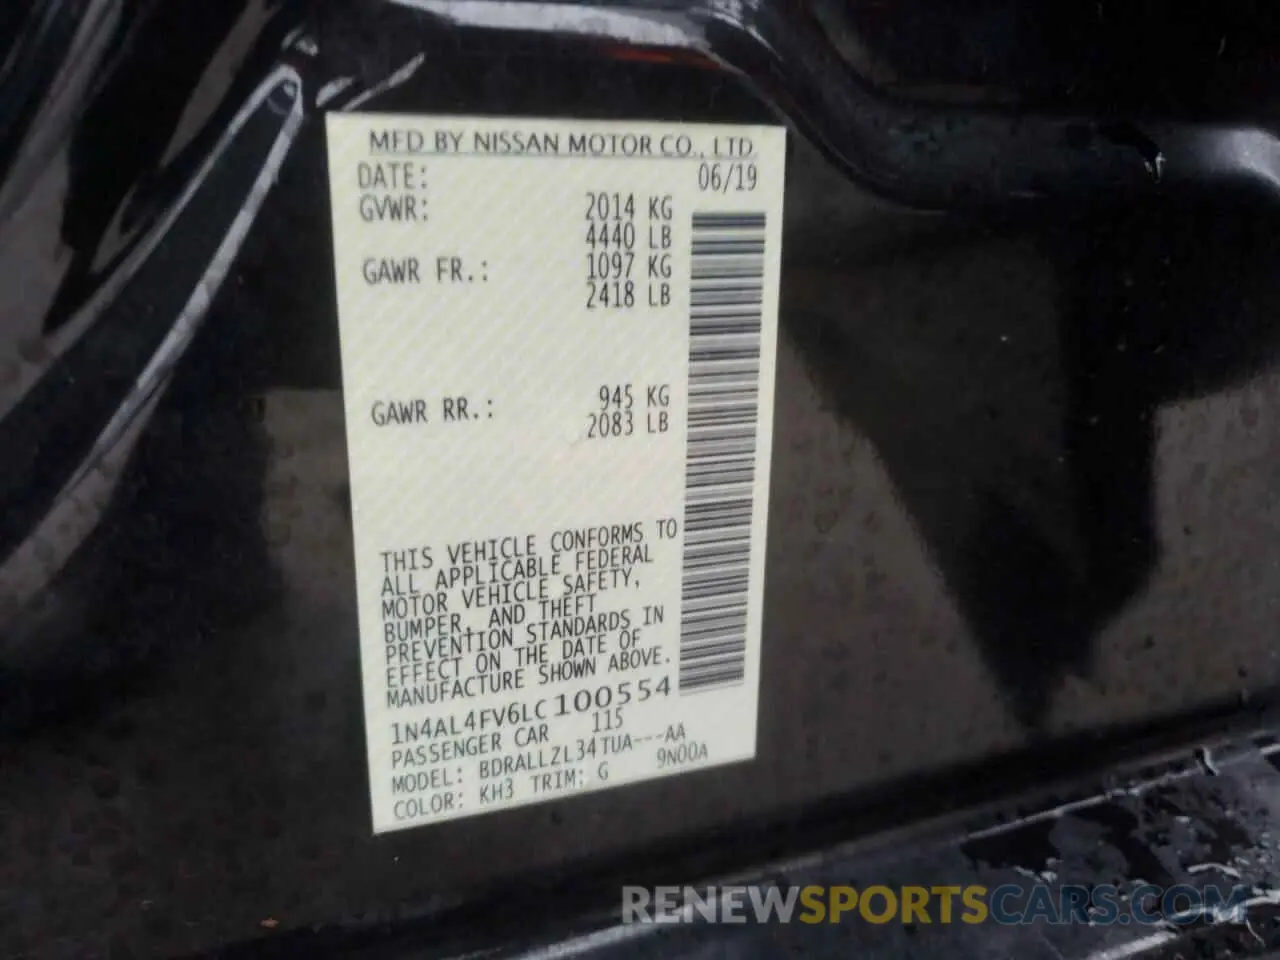 MFD BY NISSAN MOTOR CO., LTD.
DATE: 06/19
GVWR: 2014 KG
4440 LB
GAWR FR.: 1097 KG
2418 LB
GAWR RR.: 945 KG
2083 LB
THIS VEHICLE CONFORMS TO
ALL APPLICABLE FEDERAL
MOTOR VEHICLE SAFETY,
BUMPER, AND THEFT
PREVENTION STANDARDS IN
EFFECT ON THE DATE OF
MANUFACTURE SHOWN ABOVE.
1N4AL4FV6LC100554
PASSENGER CAR 115
MODEL: BDRALLZL34TUA---AA
COLOR: KH3 TRIM: G 9N00A
RENEWSPORTSCARS.COM